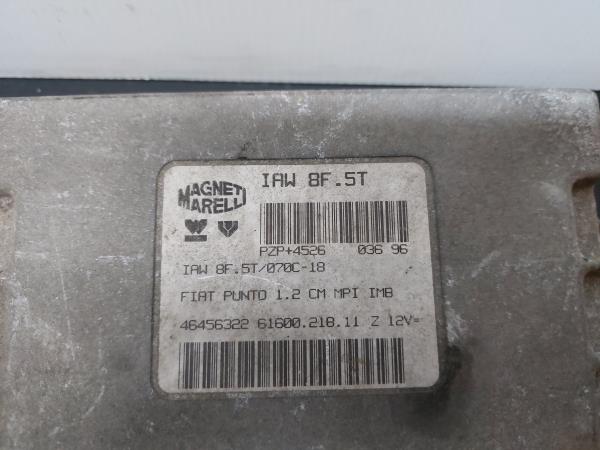 MAGNETI
MARELLI
IAW 8F.5T
PZP+4526 036 96
IAW 8F.5T/070C-18
FIAT PUNTO 1.2 CM MPI IMB
46456322 61600.218.11 Z 12V=